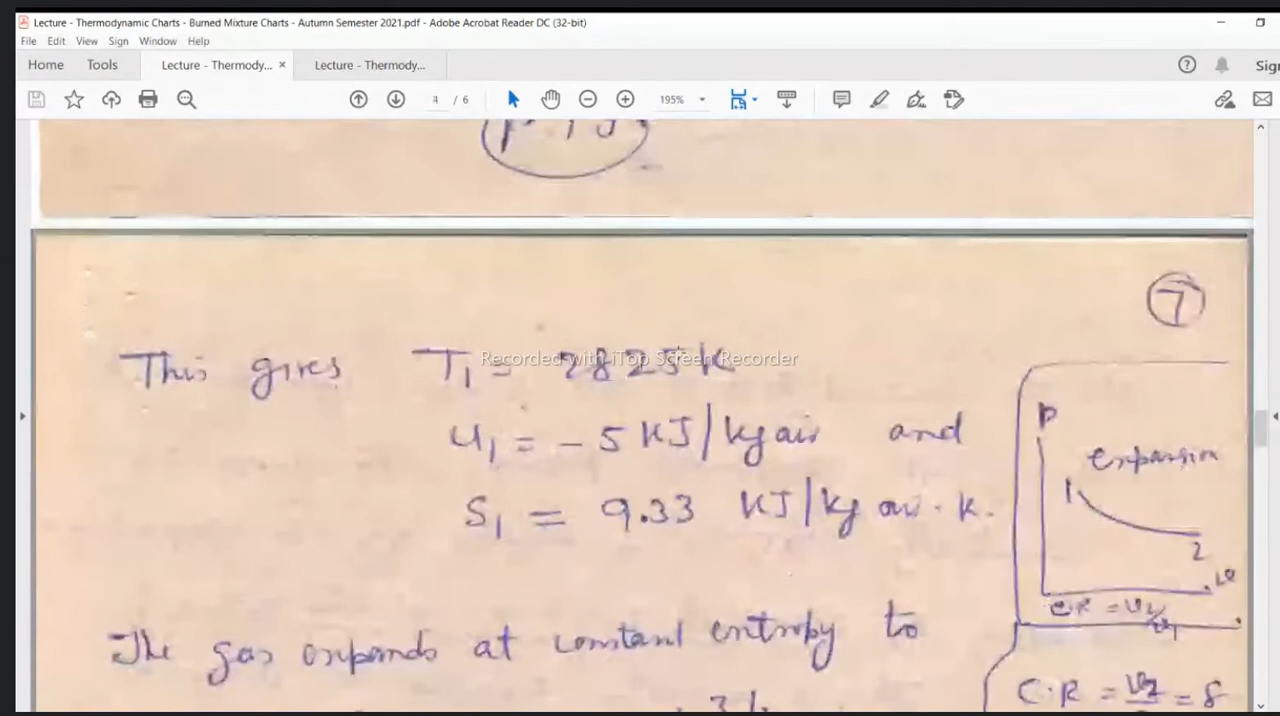 Lecture - Thermodynamic Charts - Burned Mixture Charts - Autumn Semester 2021.pdf - Adobe Acrobat Reader DC (32-bit)
File Edit View Sign Window Help
Home Tools Lecture - Thermody... × Lecture - Thermody... Sign
4 / 6 195%
7
This gives T1 = 2825 K
Recorded with iTop Screen Recorder
u1 = - 5 KJ/kg air and
S1 = 9.33 KJ/kg air. K.
P
expansion
1
2
v
C.R = v2/v1
The gas expands at constant entropy to
C.R = v2 = 8